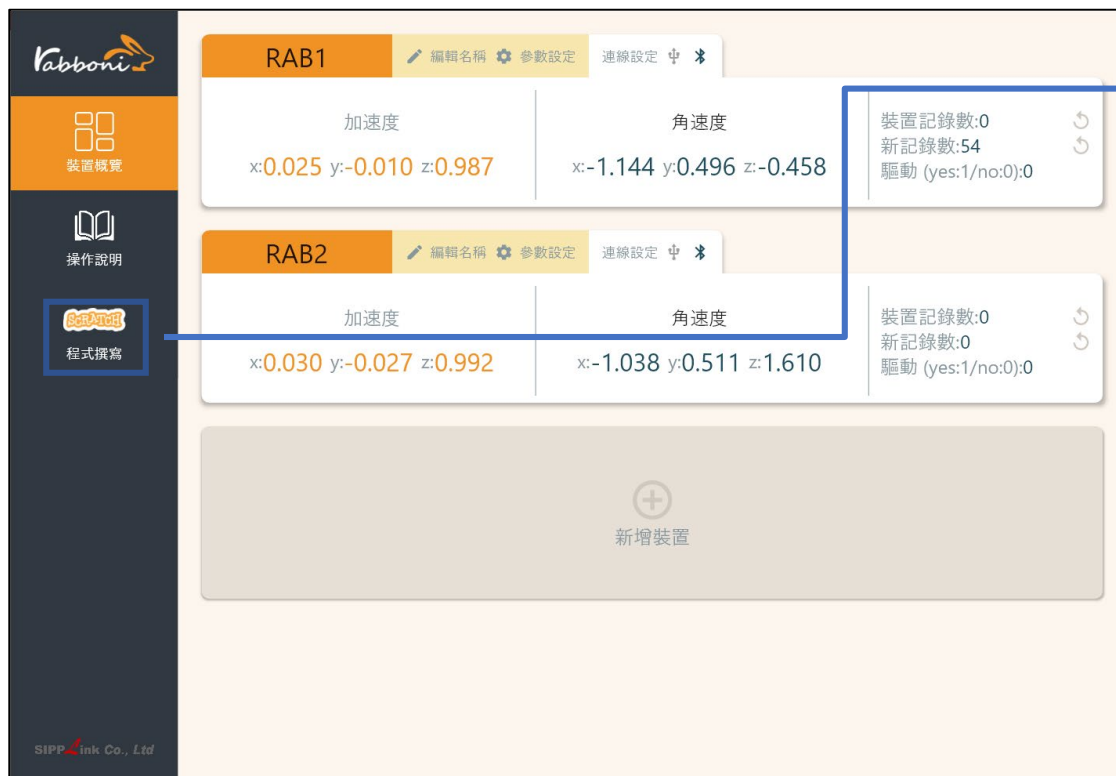 rabboni
裝置概覽
操作說明
SCRATCH
程式撰寫
SIPPLink Co., Ltd
RAB1 編輯名稱 參數設定 連線設定
加速度 角速度
x:0.025 y:-0.010 z:0.987 x:-1.144 y:0.496 z:-0.458
裝置記錄數:0
新記錄數:54
驅動 (yes:1/no:0):0
RAB2 編輯名稱 參數設定 連線設定
加速度 角速度
x:0.030 y:-0.027 z:0.992 x:-1.038 y:0.511 z:1.610
裝置記錄數:0
新記錄數:0
驅動 (yes:1/no:0):0
新增裝置